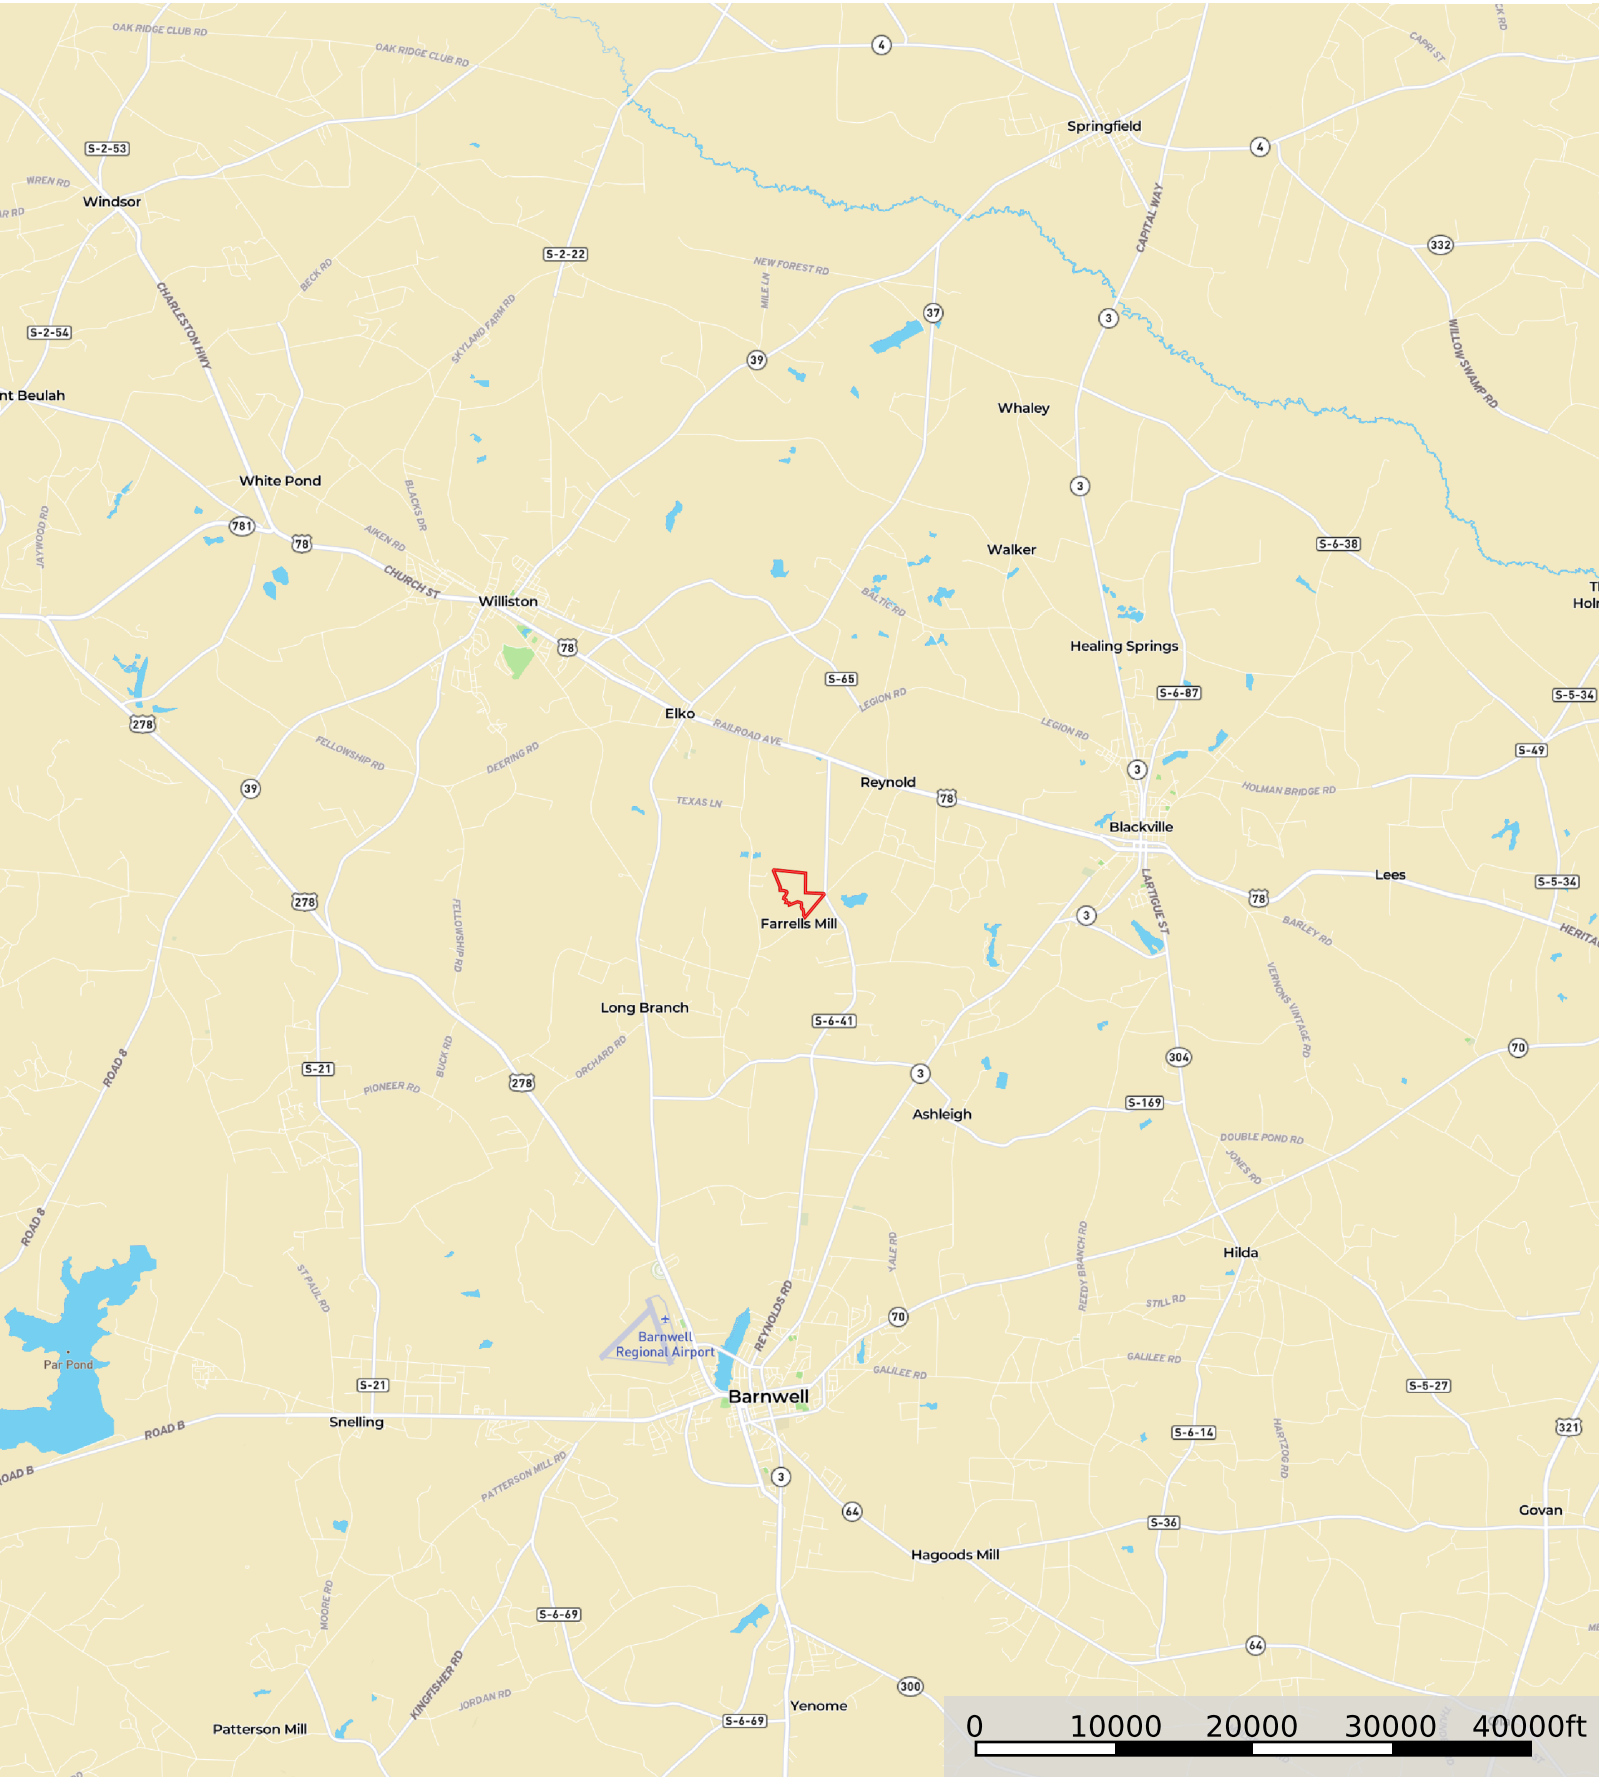 OAK RIDGE CLUB RD
OAK RIDGE CLUB RD
4
CAPRI ST
CK RD
Springfield
4
S-2-53
WREN RD
Windsor
AR RD
CAPITAL WAY
332
S-2-22
NEW FOREST RD
MILE LN
BECK RD
CHARLESTON HWY
SKYLAND FARM RD
37
3
S-2-54
39
WILLOW SWAMP RD
nt Beulah
Whaley
White Pond
BLACKS DR
3
JAYWOOD RD
781
78
AIKEN RD
Walker
S-6-38
CHURCH ST
Williston
BALTIC RD
Holm
78
Healing Springs
S-65
LEGION RD
S-6-87
S-5-34
278
Elko
RAILROAD AVE
LEGION RD
S-49
FELLOWSHIP RD
DEERING RD
39
3
Reynold
78
HOLMAN BRIDGE RD
TEXAS LN
Blackville
Lees
S-5-34
278
78
LARTIGUE ST
3
Farrells Mill
BARLEY RD
HERITAG
FELLOWSHIP RD
VERNONS VINTAGE RD
Long Branch
S-6-41
70
ROAD 8
BUCK RD
ORCHARD RD
304
S-21
PIONEER RD
278
3
Ashleigh
S-169
DOUBLE POND RD
JONES RD
ROAD 8
YALE RD
REEDY BRANCH RD
Hilda
ST PAUL RD
STILL RD
REYNOLDS RD
70
Barnwell
Regional Airport
Par Pond
GALILEE RD
GALILEE RD
S-21
S-5-27
Barnwell
Snelling
ROAD B
S-6-14
HARTZOG RD
321
ROAD B
PATTERSON MILL RD
3
64
S-36
Govan
Hagoods Mill
MOORE RD
S-6-69
64
KINGFISHER RD
JORDAN RD
300
Yenome
S-6-69
Patterson Mill
0 10000 20000 30000 40000ft